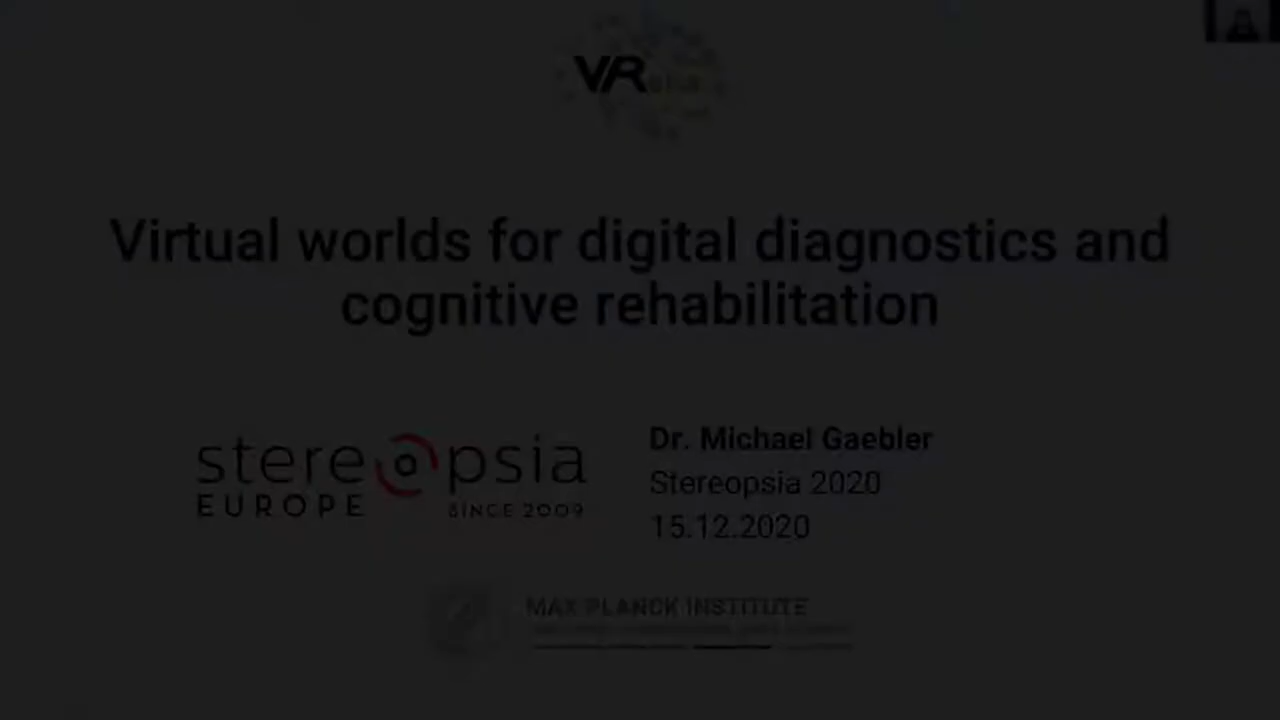 VR
Virtual worlds for digital diagnostics and
cognitive rehabilitation
stereopsia
EUROPE
SINCE 2009
Dr. Michael Gaebler
Stereopsia 2020
15.12.2020
MAX PLANCK INSTITUTE